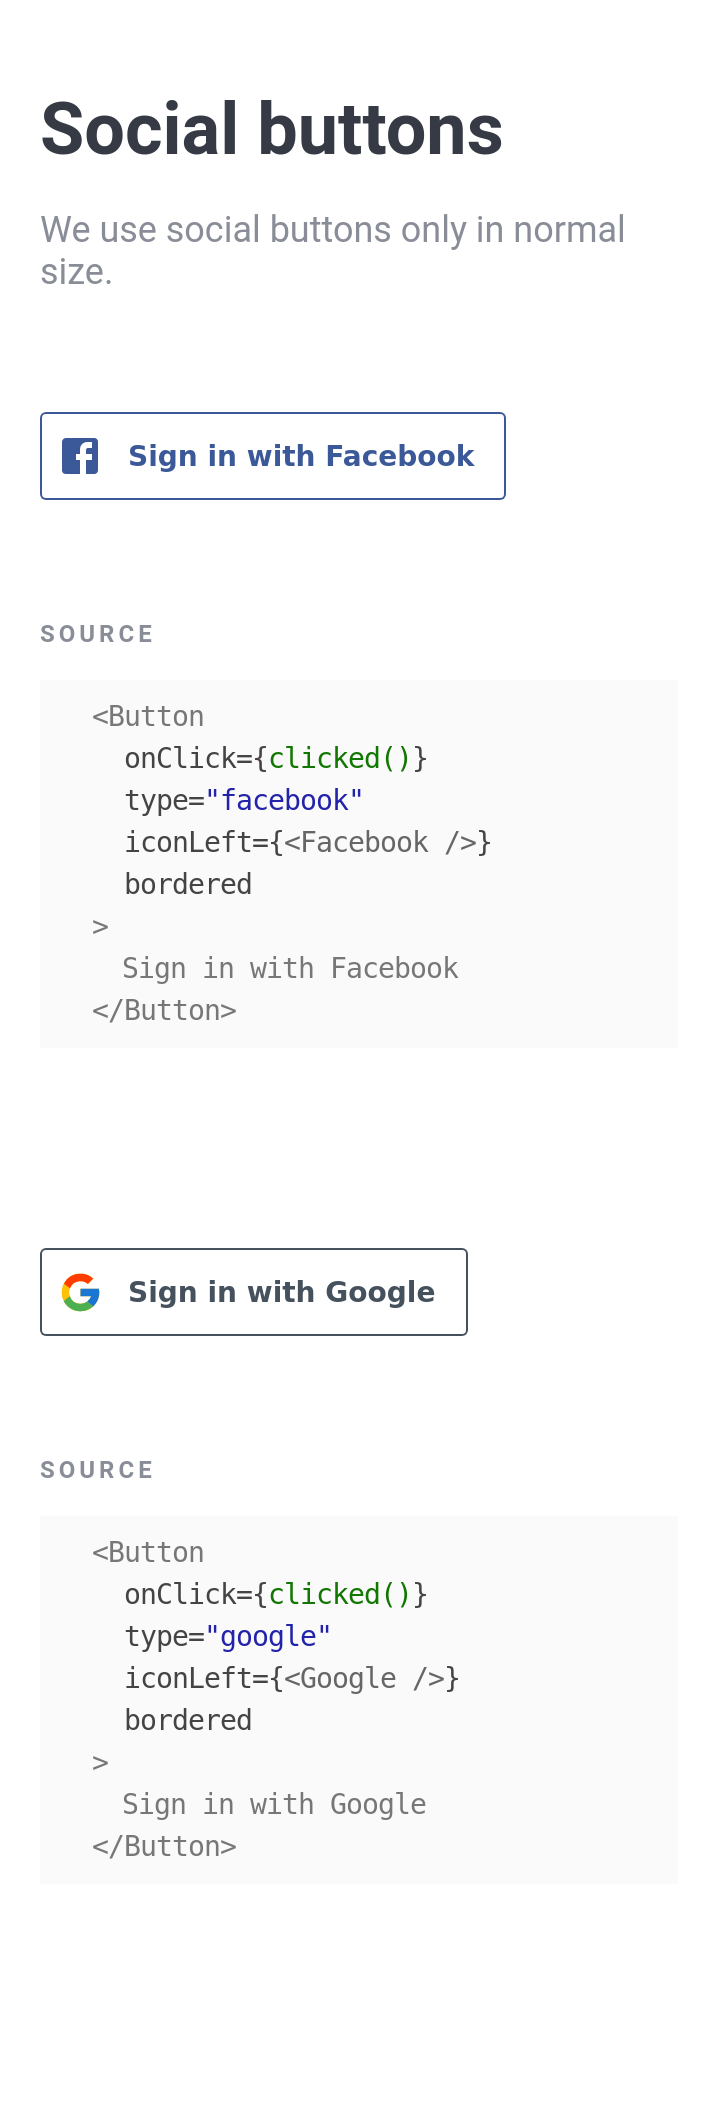 Social buttons
We use social buttons only in normal
size.
Sign in with Facebook
SOURCE
<Button
onClick={clicked()}
type="facebook"
iconLeft={<Facebook />}
bordered
>
Sign in with Facebook
</Button>
Sign in with Google
SOURCE
<Button
onClick={clicked()}
type="google"
iconLeft={<Google />}
bordered
>
Sign in with Google
</Button>